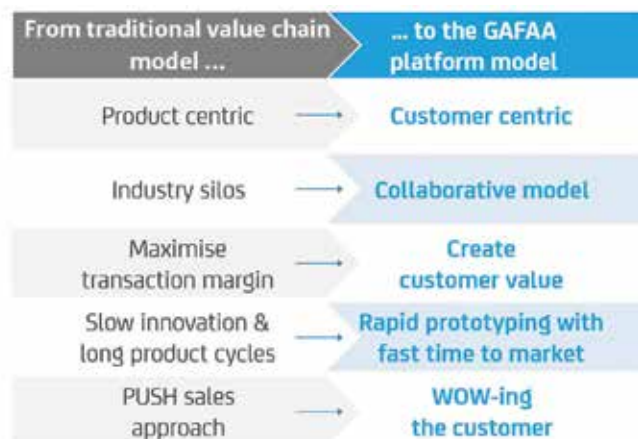 From traditional value chain
model ...
... to the GAFAA
platform model
Product centric
Customer centric
Industry silos
Collaborative model
Maximise
transaction margin
Create
customer value
Slow innovation &
long product cycles
Rapid prototyping with
fast time to market
PUSH sales
approach
WOW-ing
the customer